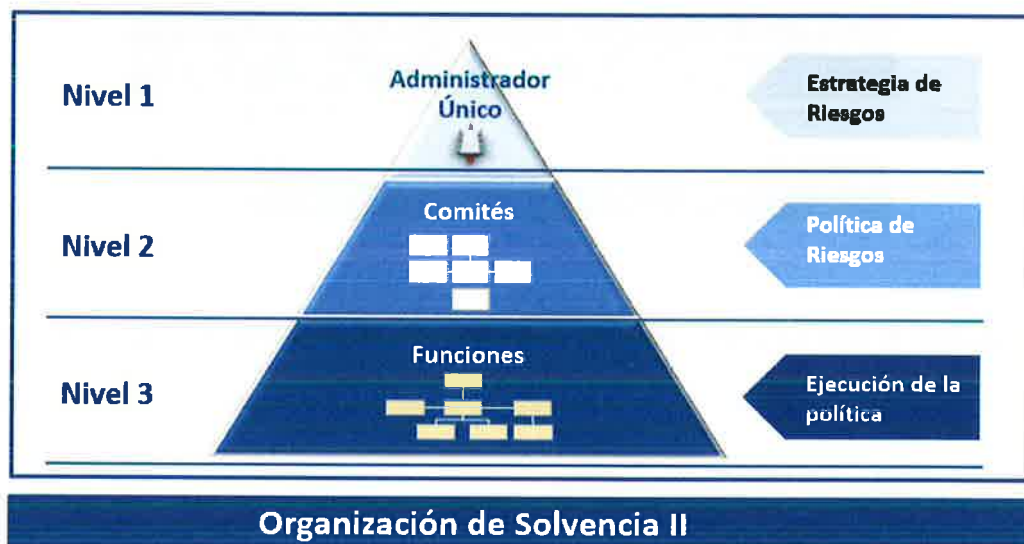 Nivel 1
Administrador
Único
Estrategia de
Riesgos
Nivel 2
Comités
Política de
Riesgos
Nivel 3
Funciones
Ejecución de la
política
Organización de Solvencia II